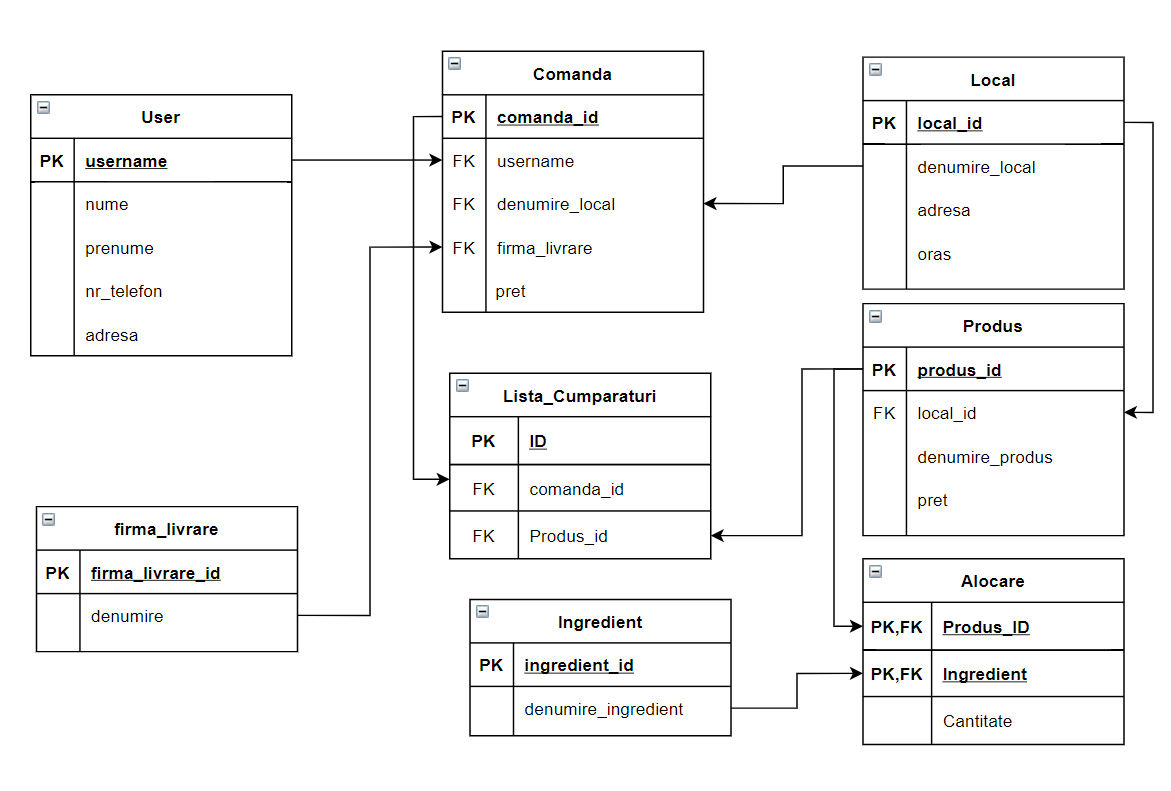 User
PK username
nume
prenume
nr_telefon
adresa
Comanda
PK comanda_id
FK username
FK denumire_local
FK firma_livrare
pret
Local
PK local_id
denumire_local
adresa
oras
Produs
PK produs_id
FK local_id
denumire_produs
pret
Lista_Cumparaturi
PK ID
FK comanda_id
FK Produs_id
firma_livrare
PK firma_livrare_id
denumire
Ingredient
PK ingredient_id
denumire_ingredient
Alocare
PK,FK Produs_ID
PK,FK Ingredient
Cantitate